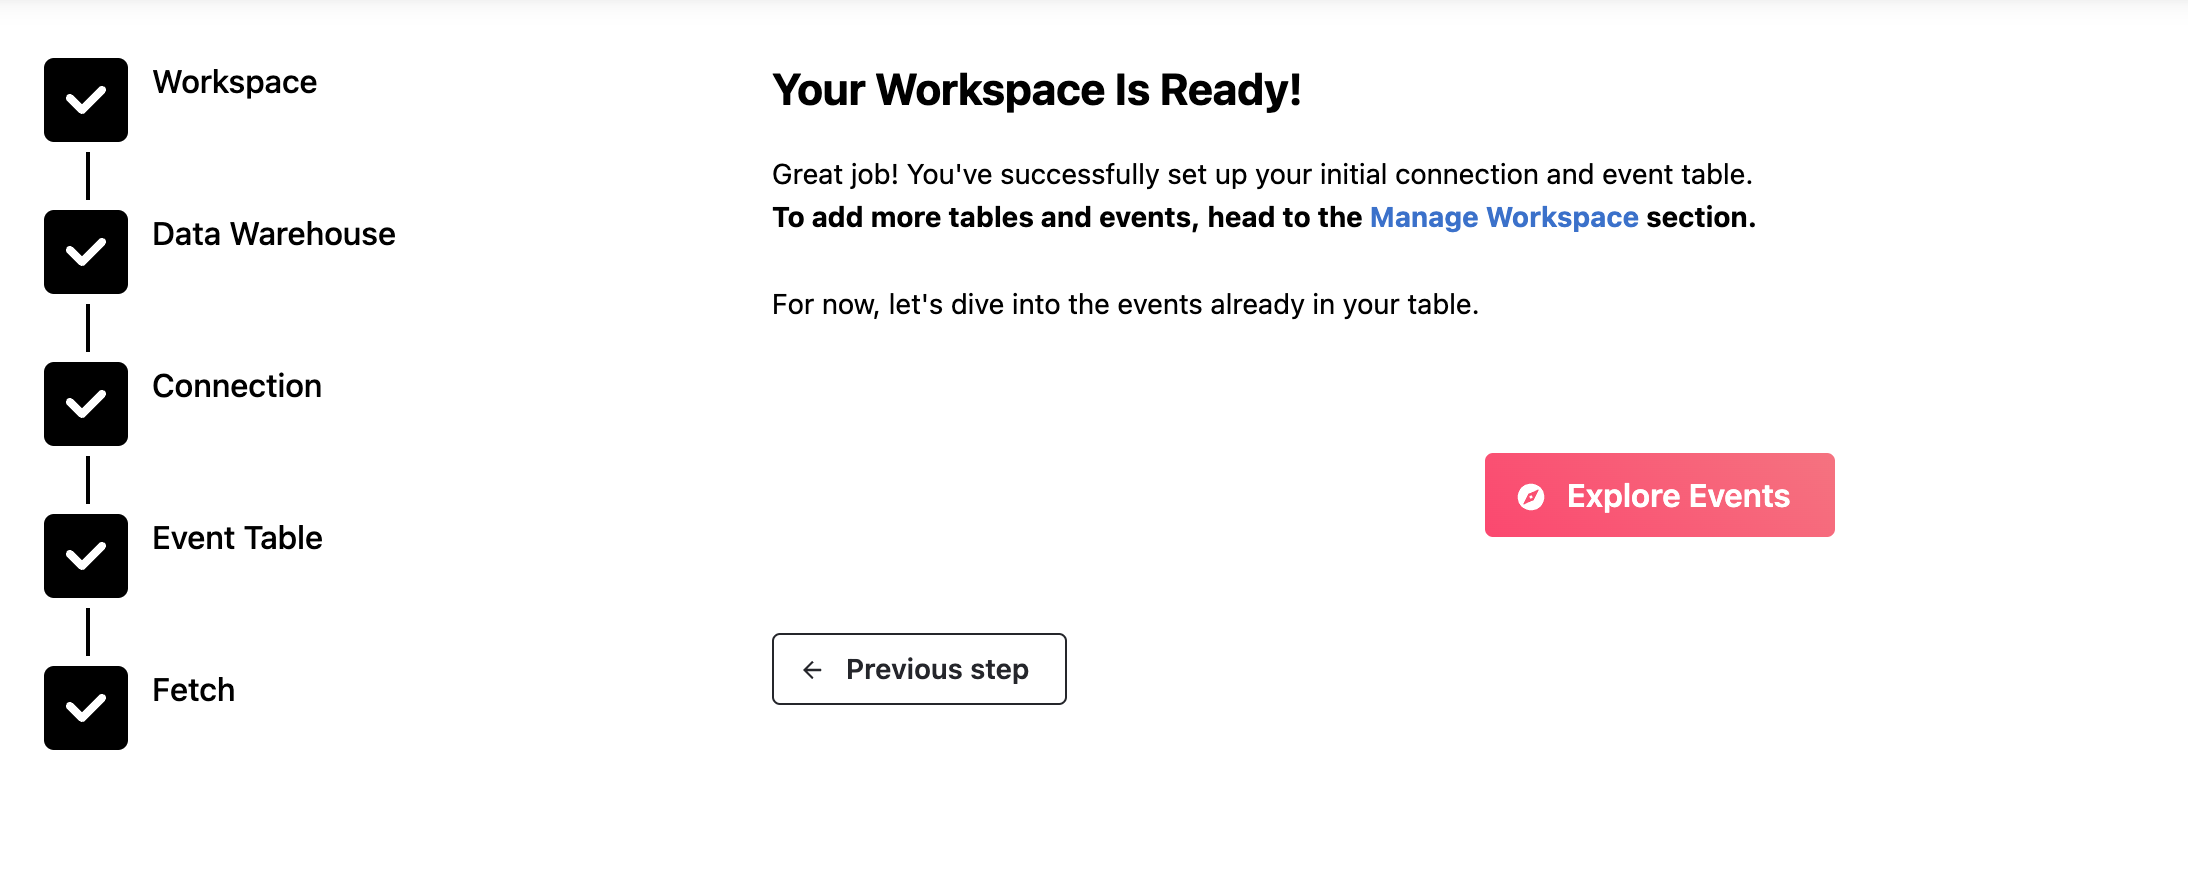 Workspace
Data Warehouse
Connection
Event Table
Fetch
Your Workspace Is Ready!
Great job! You've successfully set up your initial connection and event table.
To add more tables and events, head to the Manage Workspace section.
For now, let's dive into the events already in your table.
Explore Events
Previous step